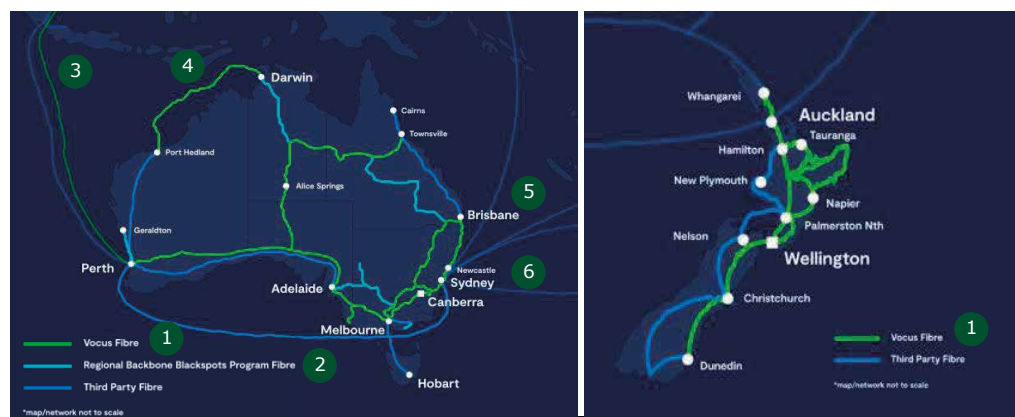 3
4
Darwin
Cairns
Townsville
Port Hedland
Alice Springs
5
Brisbane
Geraldton
Perth
Newcastle
6
Sydney
Adelaide
Canberra
Melbourne
1
Vocus Fibre
2
Regional Backbone Blackspots Program Fibre
Third Party Fibre
Hobart
*map/network not to scale
Whangarei
Auckland
Tauranga
Hamilton
New Plymouth
Napier
Palmerston Nth
Nelson
Wellington
Christchurch
1
Vocus Fibre
Third Party Fibre
Dunedin
*map/network not to scale